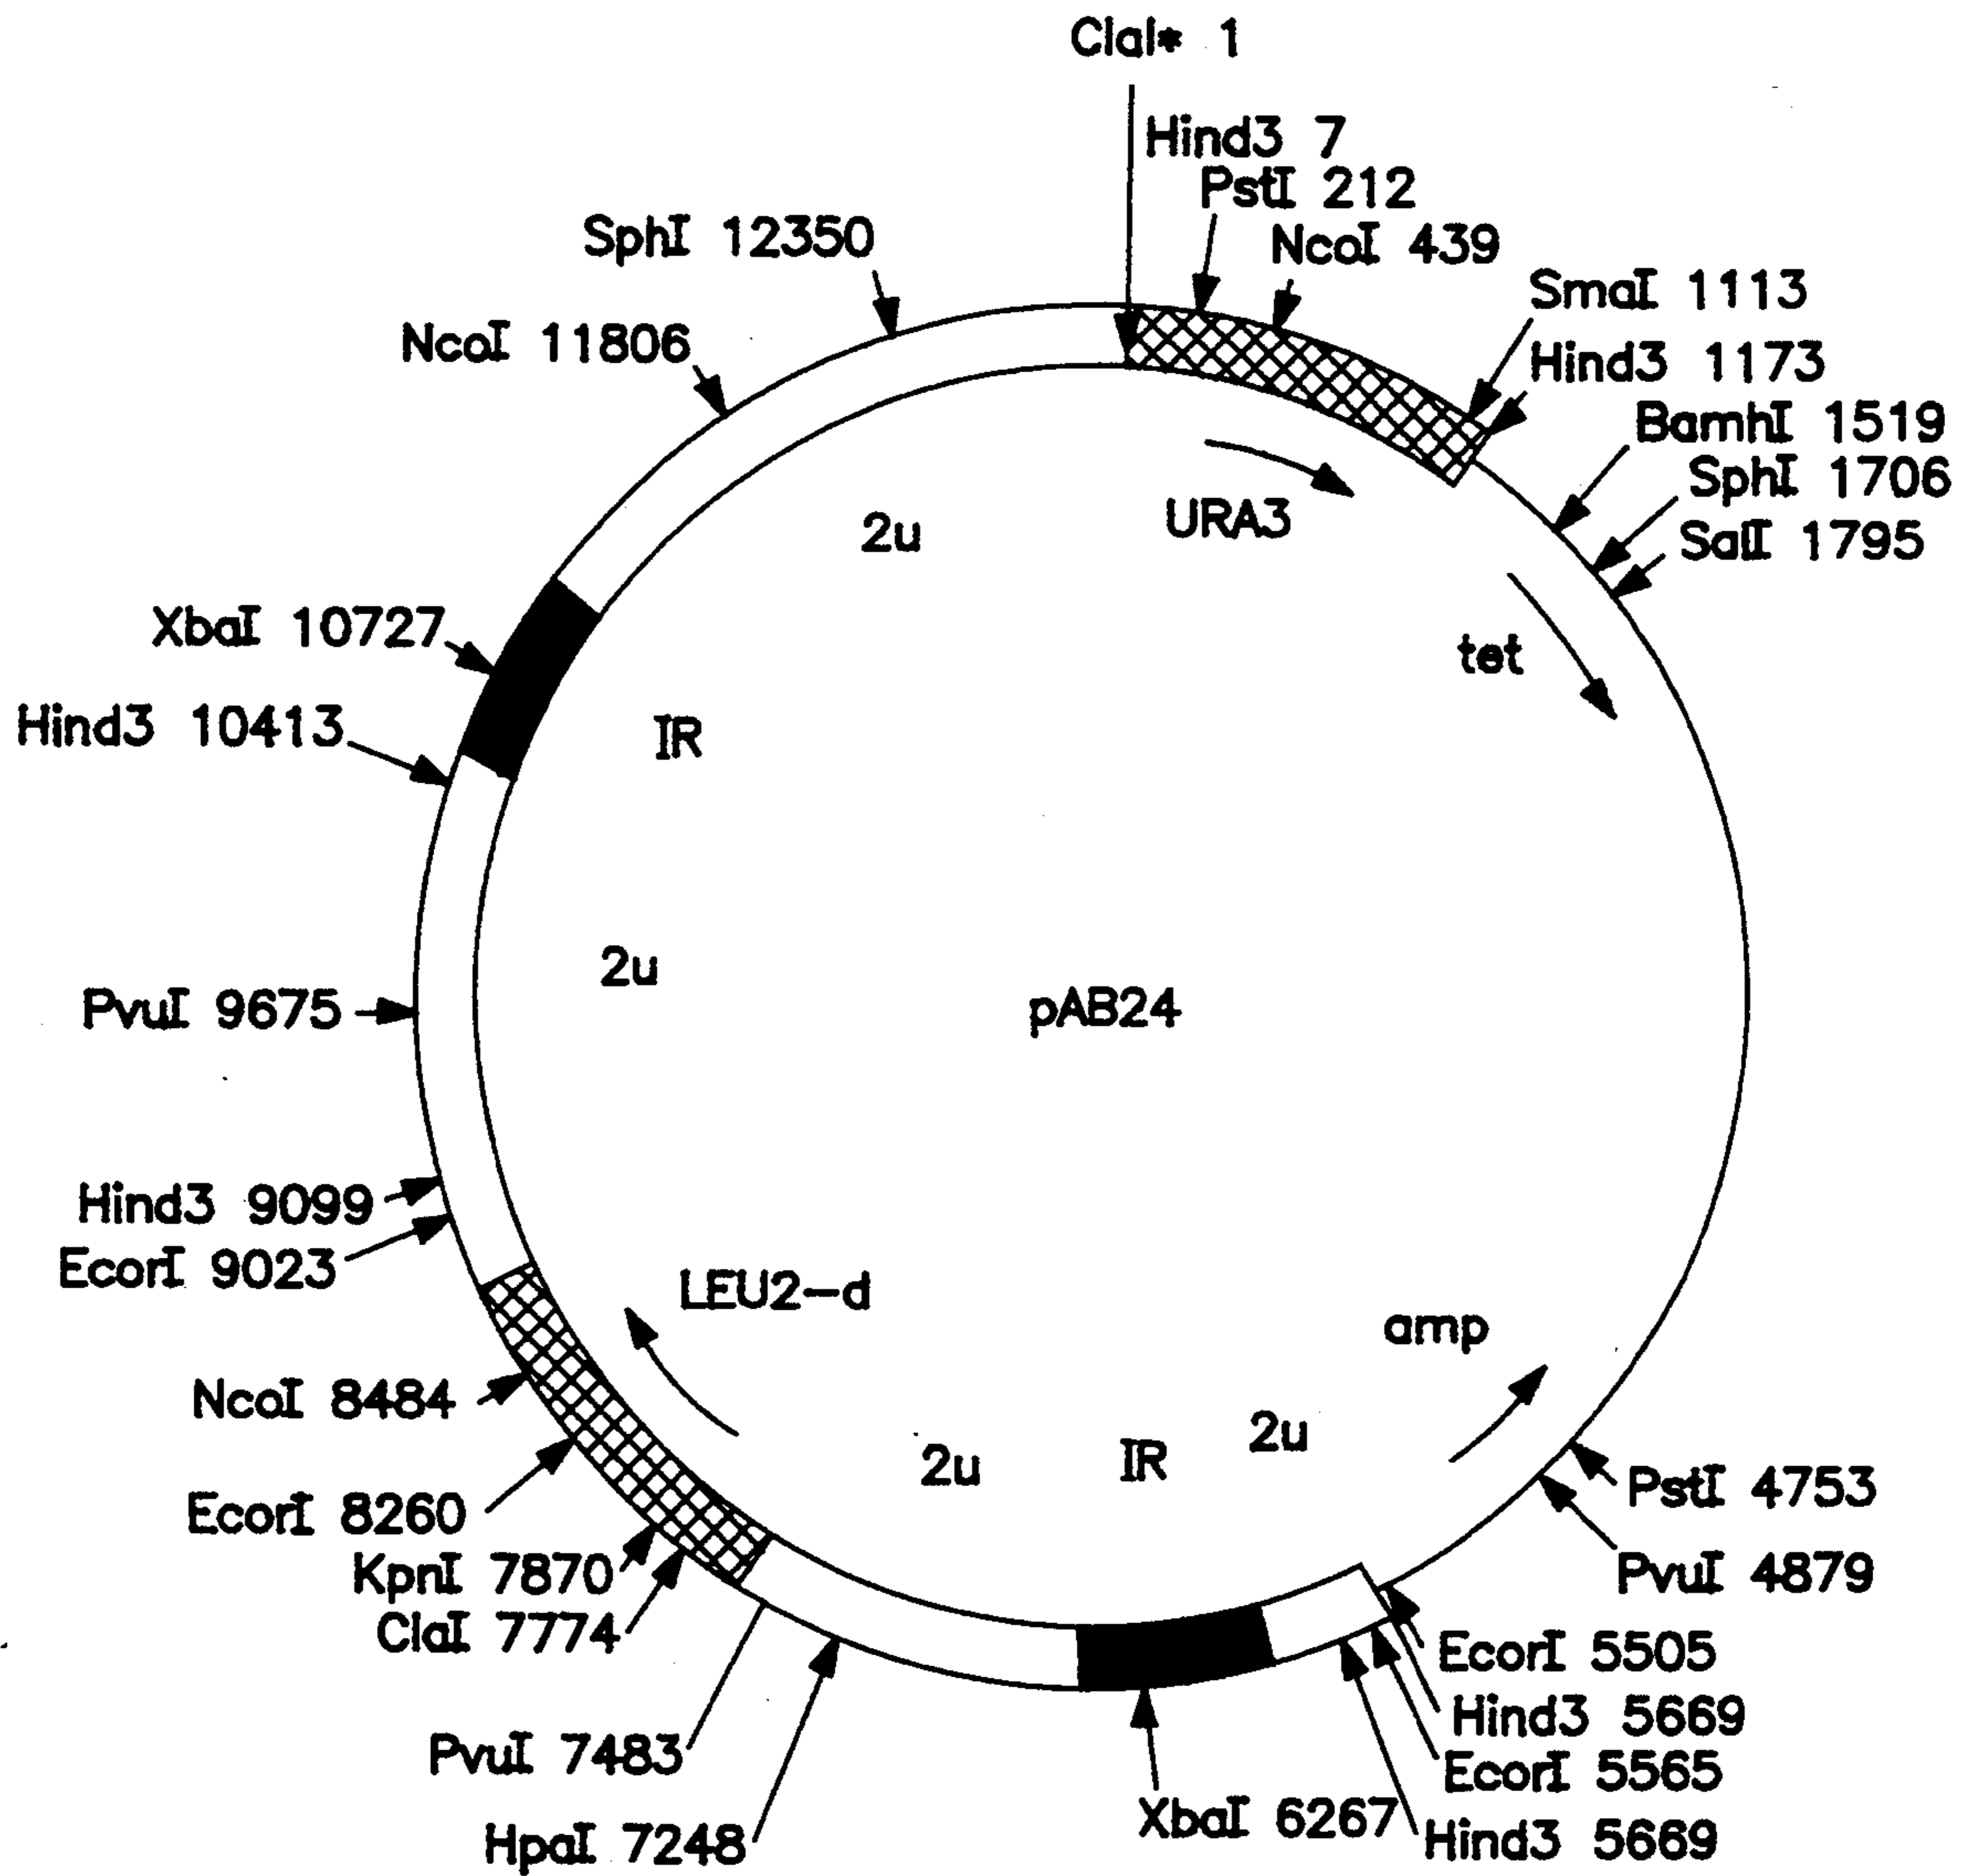 ClaI* 1
Hind3 7
PstI 212
NcoI 439
SphI 12350
SmaI 1113
NcoI 11806
Hind3 1173
BamhI 1519
SphI 1706
SalI 1795
URA3
2u
XbaI 10727
tet
Hind3 10413
IR
2u
pAB24
PvuI 9675
Hind3 9099
EcorI 9023
LEU2-d
amp
NcoI 8484
2u
IR
2u
EcorI 8260
PstI 4753
KpnI 7870
PvuI 4879
ClaI 7774
EcorI 5505
Hind3 5669
PvuI 7483
EcorI 5565
XbaI 6267
Hind3 5669
HpaI 7248